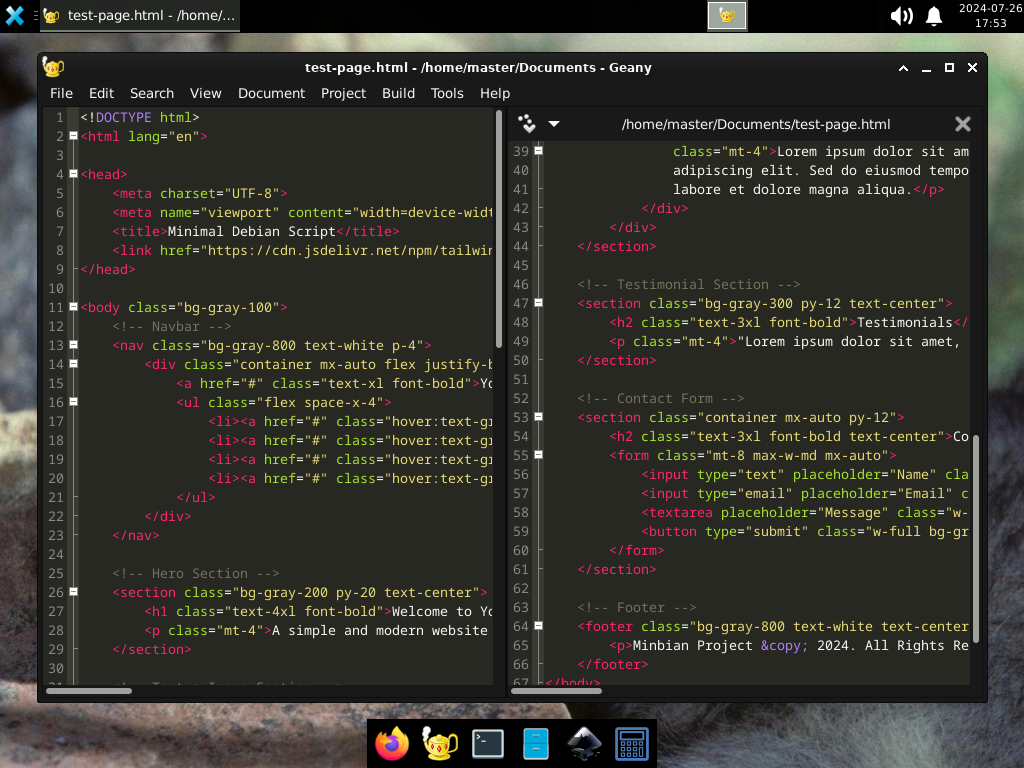 test-page.html - /home/...
2024-07-26
17:53
test-page.html - /home/master/Documents - Geany
File Edit Search View Document Project Build Tools Help
1 <!DOCTYPE html>
2 <html lang="en">
3
4 <head>
5 <meta charset="UTF-8">
6 <meta name="viewport" content="width=device-widt
7 <title>Minimal Debian Script</title>
8 <link href="https://cdn.jsdelivr.net/npm/tailwin
9 </head>
10
11 <body class="bg-gray-100">
12 <!-- Navbar -->
13 <nav class="bg-gray-800 text-white p-4">
14 <div class="container mx-auto flex justify-b
15 <a href="#" class="text-xl font-bold">Yo
16 <ul class="flex space-x-4">
17 <li><a href="#" class="hover:text-gr
18 <li><a href="#" class="hover:text-gr
19 <li><a href="#" class="hover:text-gr
20 <li><a href="#" class="hover:text-gr
21 </ul>
22 </div>
23 </nav>
24
25 <!-- Hero Section -->
26 <section class="bg-gray-200 py-20 text-center">
27 <h1 class="text-4xl font-bold">Welcome to Yo
28 <p class="mt-4">A simple and modern website
29 </section>
30
/home/master/Documents/test-page.html
39 class="mt-4">Lorem ipsum dolor sit am
40 adipiscing elit. Sed do eiusmod tempo
41 labore et dolore magna aliqua.</p>
42 </div>
43 </div>
44 </section>
45
46 <!-- Testimonial Section -->
47 <section class="bg-gray-300 py-12 text-center">
48 <h2 class="text-3xl font-bold">Testimonials</
49 <p class="mt-4">"Lorem ipsum dolor sit amet,
50 </section>
51
52 <!-- Contact Form -->
53 <section class="container mx-auto py-12">
54 <h2 class="text-3xl font-bold text-center">Co
55 <form class="mt-8 max-w-md mx-auto">
56 <input type="text" placeholder="Name" cla
57 <input type="email" placeholder="Email" c
58 <textarea placeholder="Message" class="w-
59 <button type="submit" class="w-full bg-gr
60 </form>
61 </section>
62
63 <!-- Footer -->
64 <footer class="bg-gray-800 text-white text-center
65 <p>Minbian Project &copy; 2024. All Rights Re
66 </footer>
67 </body>